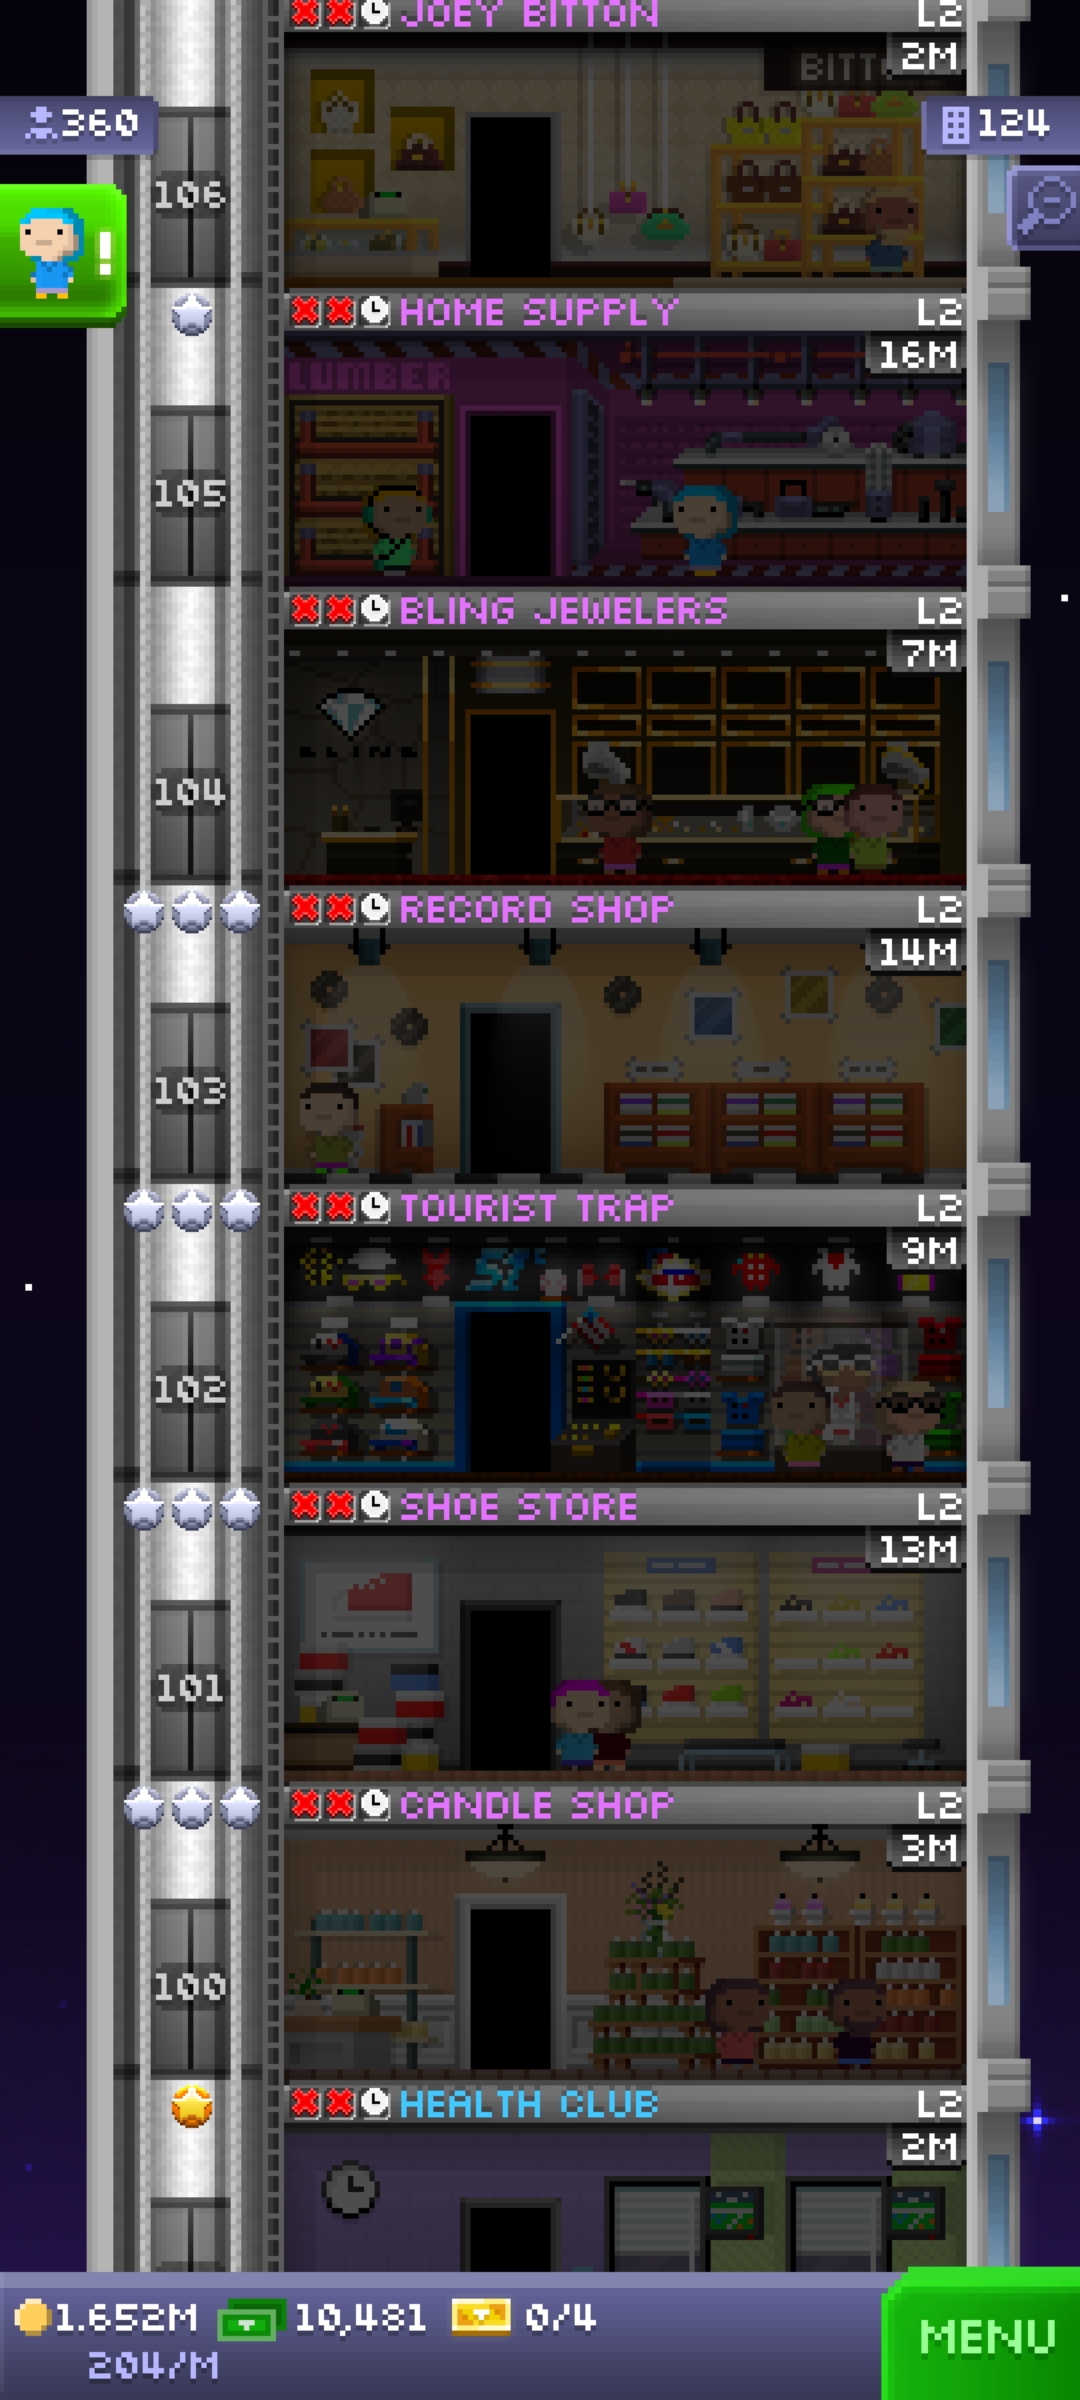 JOEY BITTON L2
2M
BITT
360
124
106
!
HOME SUPPLY L2
16M
LUMBER
105
BLING JEWELERS L2
7M
BLING
104
RECORD SHOP L2
14M
103
TOURIST TRAP L2
9M
102
SHOE STORE L2
13M
101
CANDLE SHOP L2
3M
100
HEALTH CLUB L2
2M
1.652M 10,481 0/4
204/M
MENU